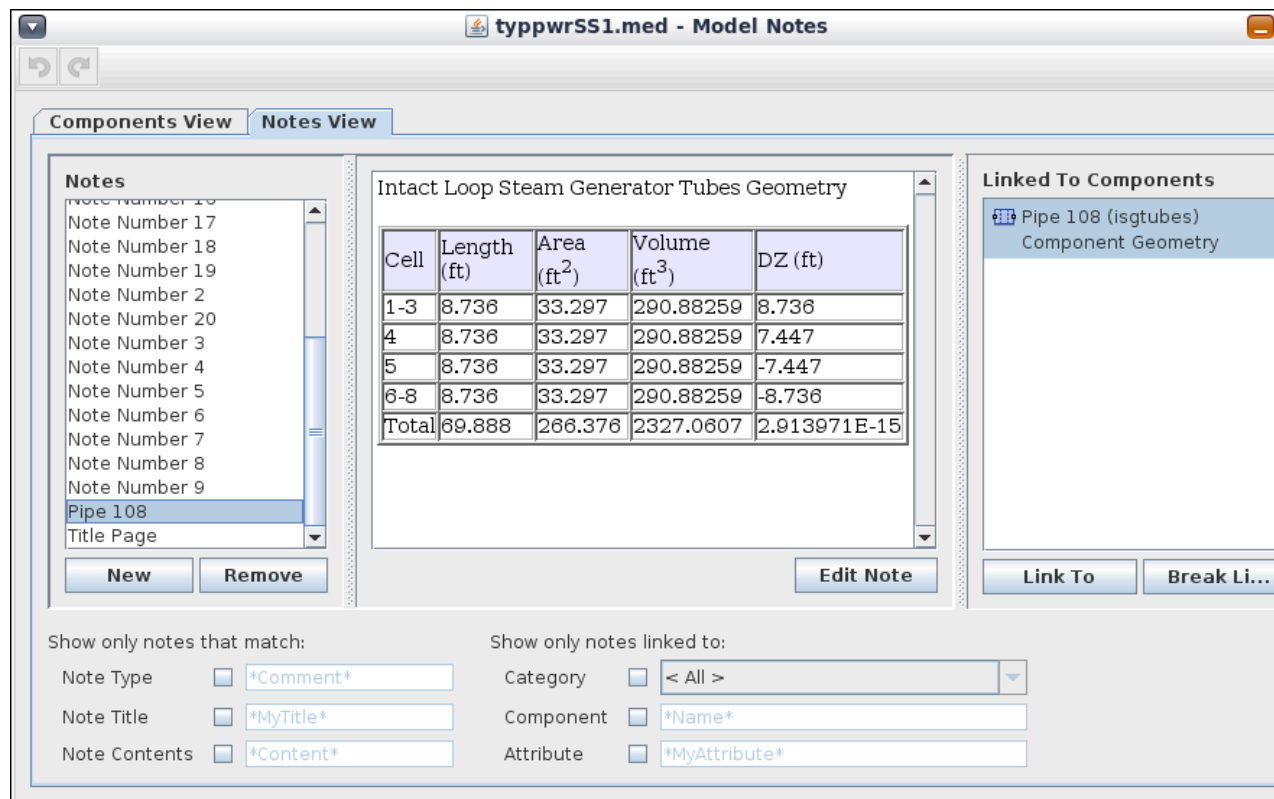 typpwrSS1.med - Model Notes
Components View
Notes View
Notes
Note Number 16
Note Number 17
Note Number 18
Note Number 19
Note Number 2
Note Number 20
Note Number 3
Note Number 4
Note Number 5
Note Number 6
Note Number 7
Note Number 8
Note Number 9
Pipe 108
Title Page
New Remove
Intact Loop Steam Generator Tubes Geometry
Cell Length (ft) Area (ft2) Volume (ft3) DZ (ft)
1-3 8.736 33.297 290.88259 8.736
4 8.736 33.297 290.88259 7.447
5 8.736 33.297 290.88259 -7.447
6-8 8.736 33.297 290.88259 -8.736
Total 69.888 266.376 2327.0607 2.913971E-15
Edit Note
Linked To Components
Pipe 108 (isgtubes)
Component Geometry
Link To Break Li...
Show only notes that match:
Note Type *Comment*
Note Title *MyTitle*
Note Contents *Content*
Show only notes linked to:
Category < All >
Component *Name*
Attribute *MyAttribute*